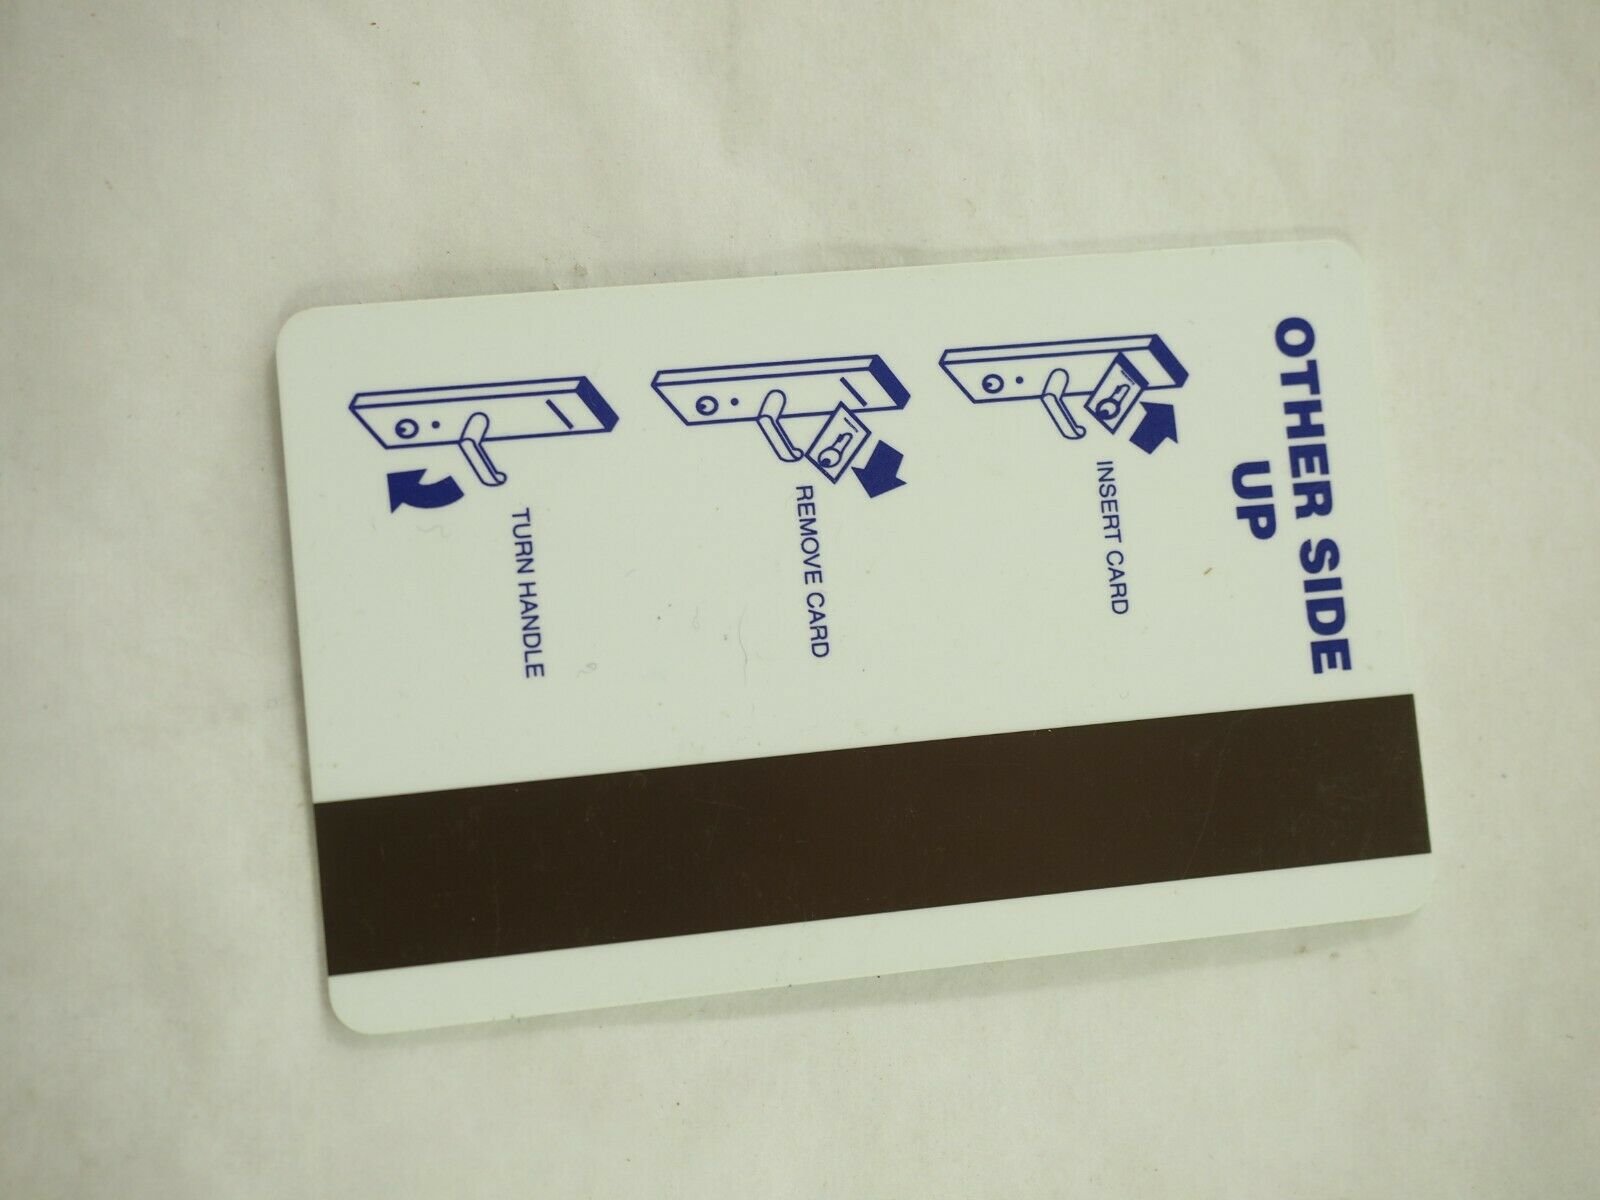 OTHER SIDE
UP
INSERT CARD
REMOVE CARD
TURN HANDLE